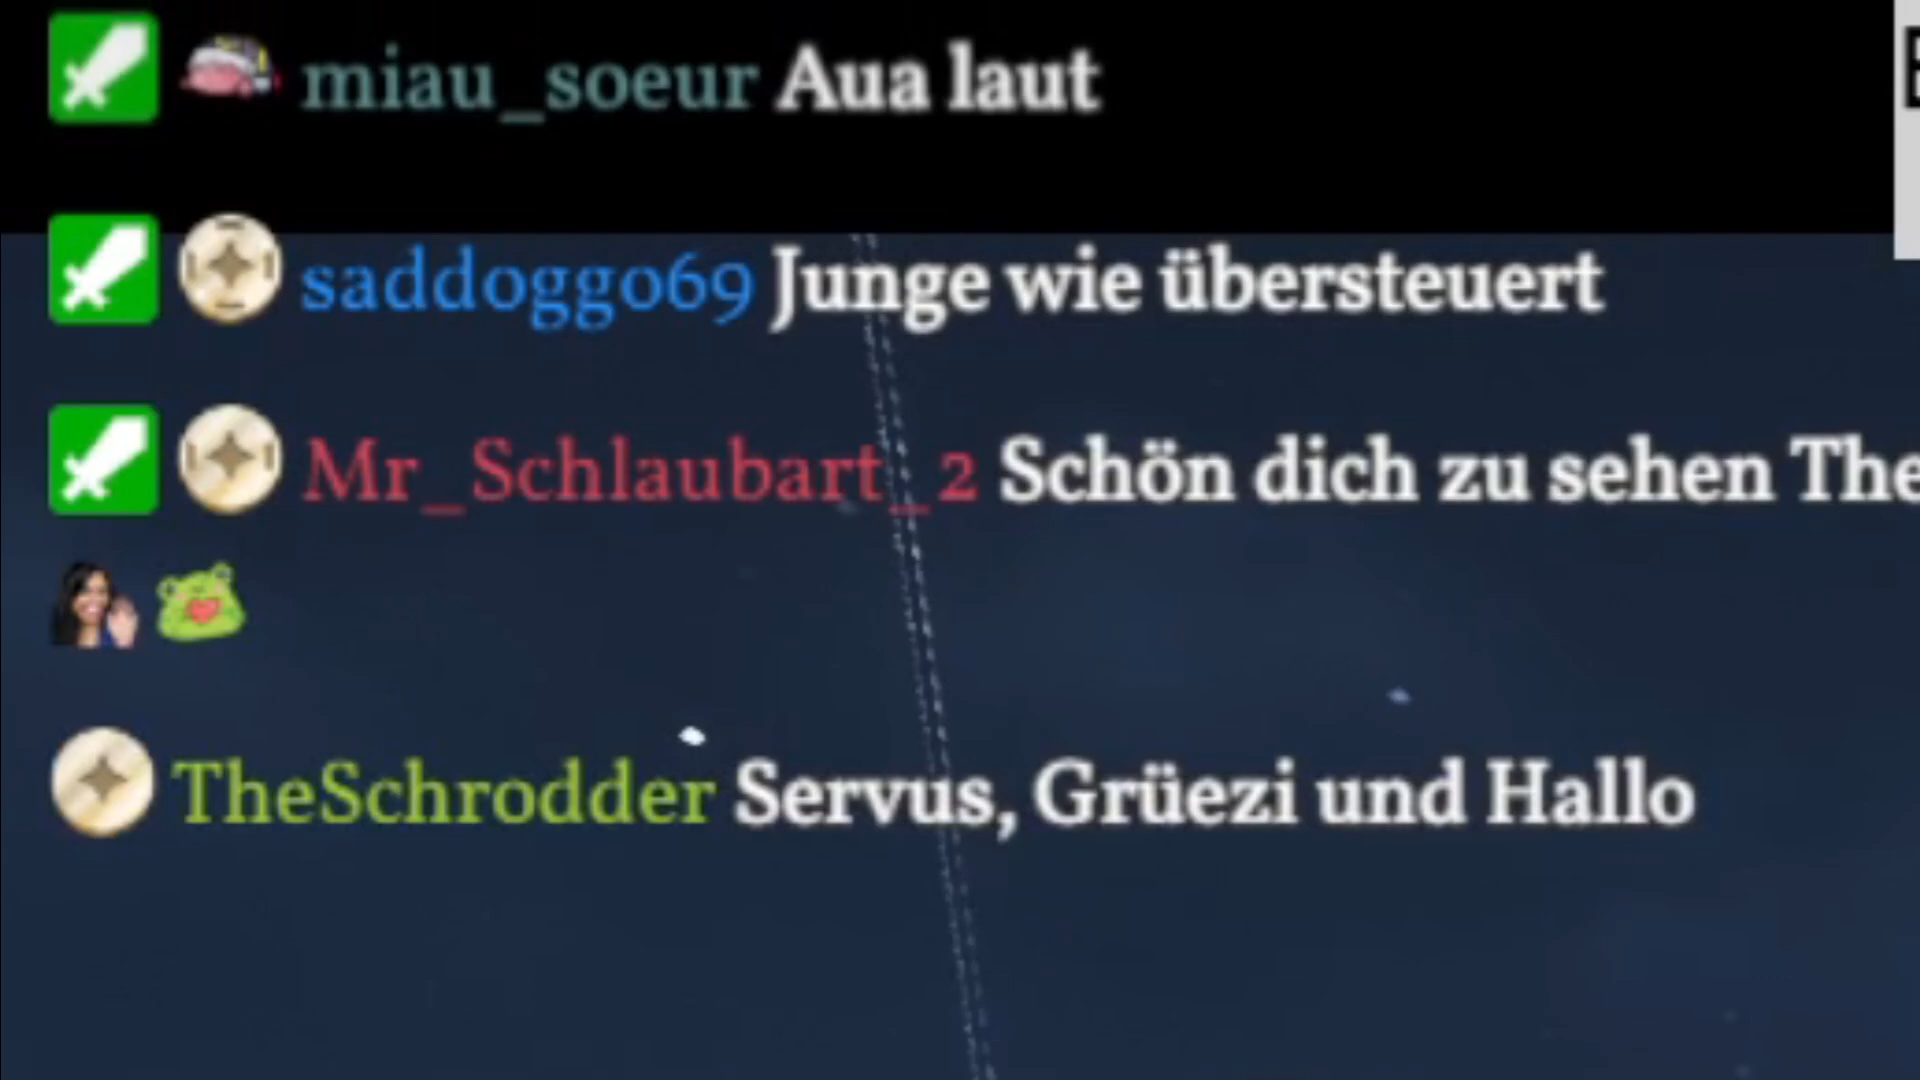 miau_soeur Aua laut
saddoggo69 Junge wie übersteuert
Mr_Schlaubart_2 Schön dich zu sehen The
TheSchrodder Servus, Grüezi und Hallo